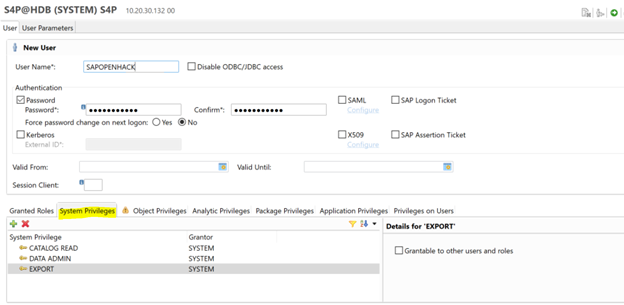 S4P@HDB (SYSTEM) S4P 10.20.30.132 00
User User Parameters
New User
User Name*: SAPOPENHACK Disable ODBC/JDBC access
Authentication
Password SAML SAP Logon Ticket
Password*: ●●●●●●●●●●● Confirm*: ●●●●●●●●●●● Configure
Force password change on next logon: Yes No
Kerberos X509 SAP Assertion Ticket
External ID*: Configure
Valid From: Valid Until:
Session Client:
Granted Roles System Privileges Object Privileges Analytic Privileges Package Privileges Application Privileges Privileges on Users
System Privilege Grantor
CATALOG READ SYSTEM
DATA ADMIN SYSTEM
EXPORT SYSTEM
Details for 'EXPORT'
Grantable to other users and roles